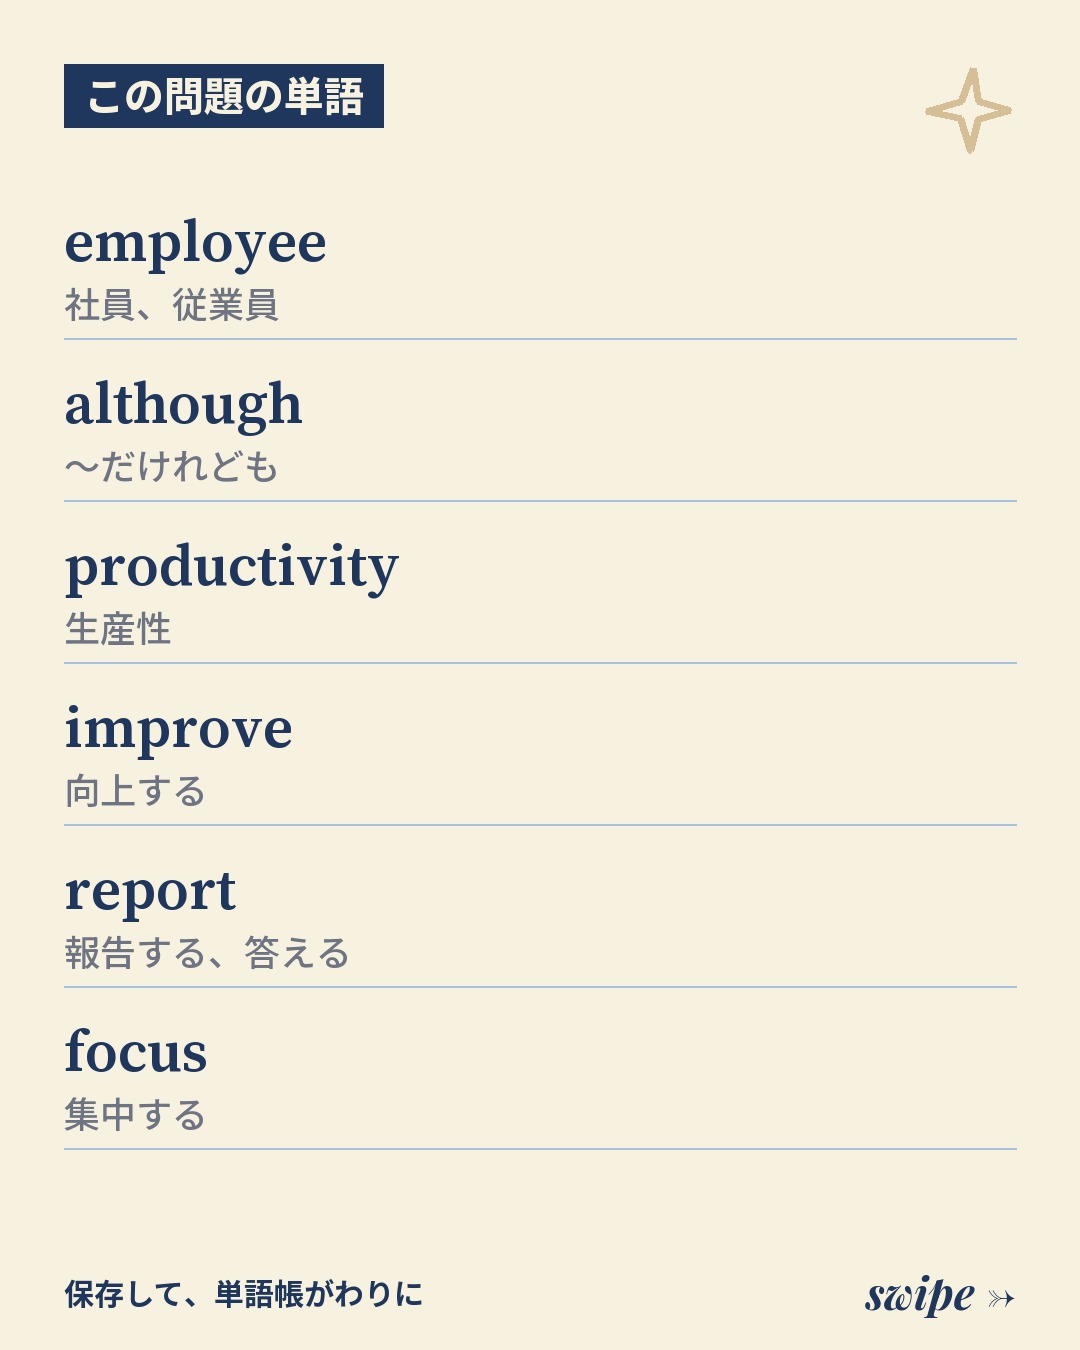 この問題の単語
employee
社員、従業員
although
〜だけれども
productivity
生産性
improve
向上する
report
報告する、答える
focus
集中する
保存して、単語帳がわりに
swipe